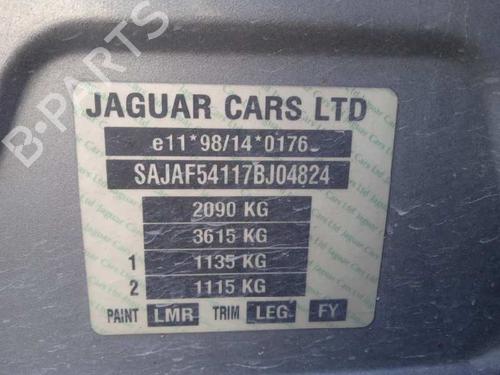 JAGUAR CARS LTD
e11*98/14*0176
SAJAF54117BJ04824
2090 KG
3615 KG
1 1135 KG
2 1115 KG
PAINT LMR TRIM LEG FY
B-PARTS